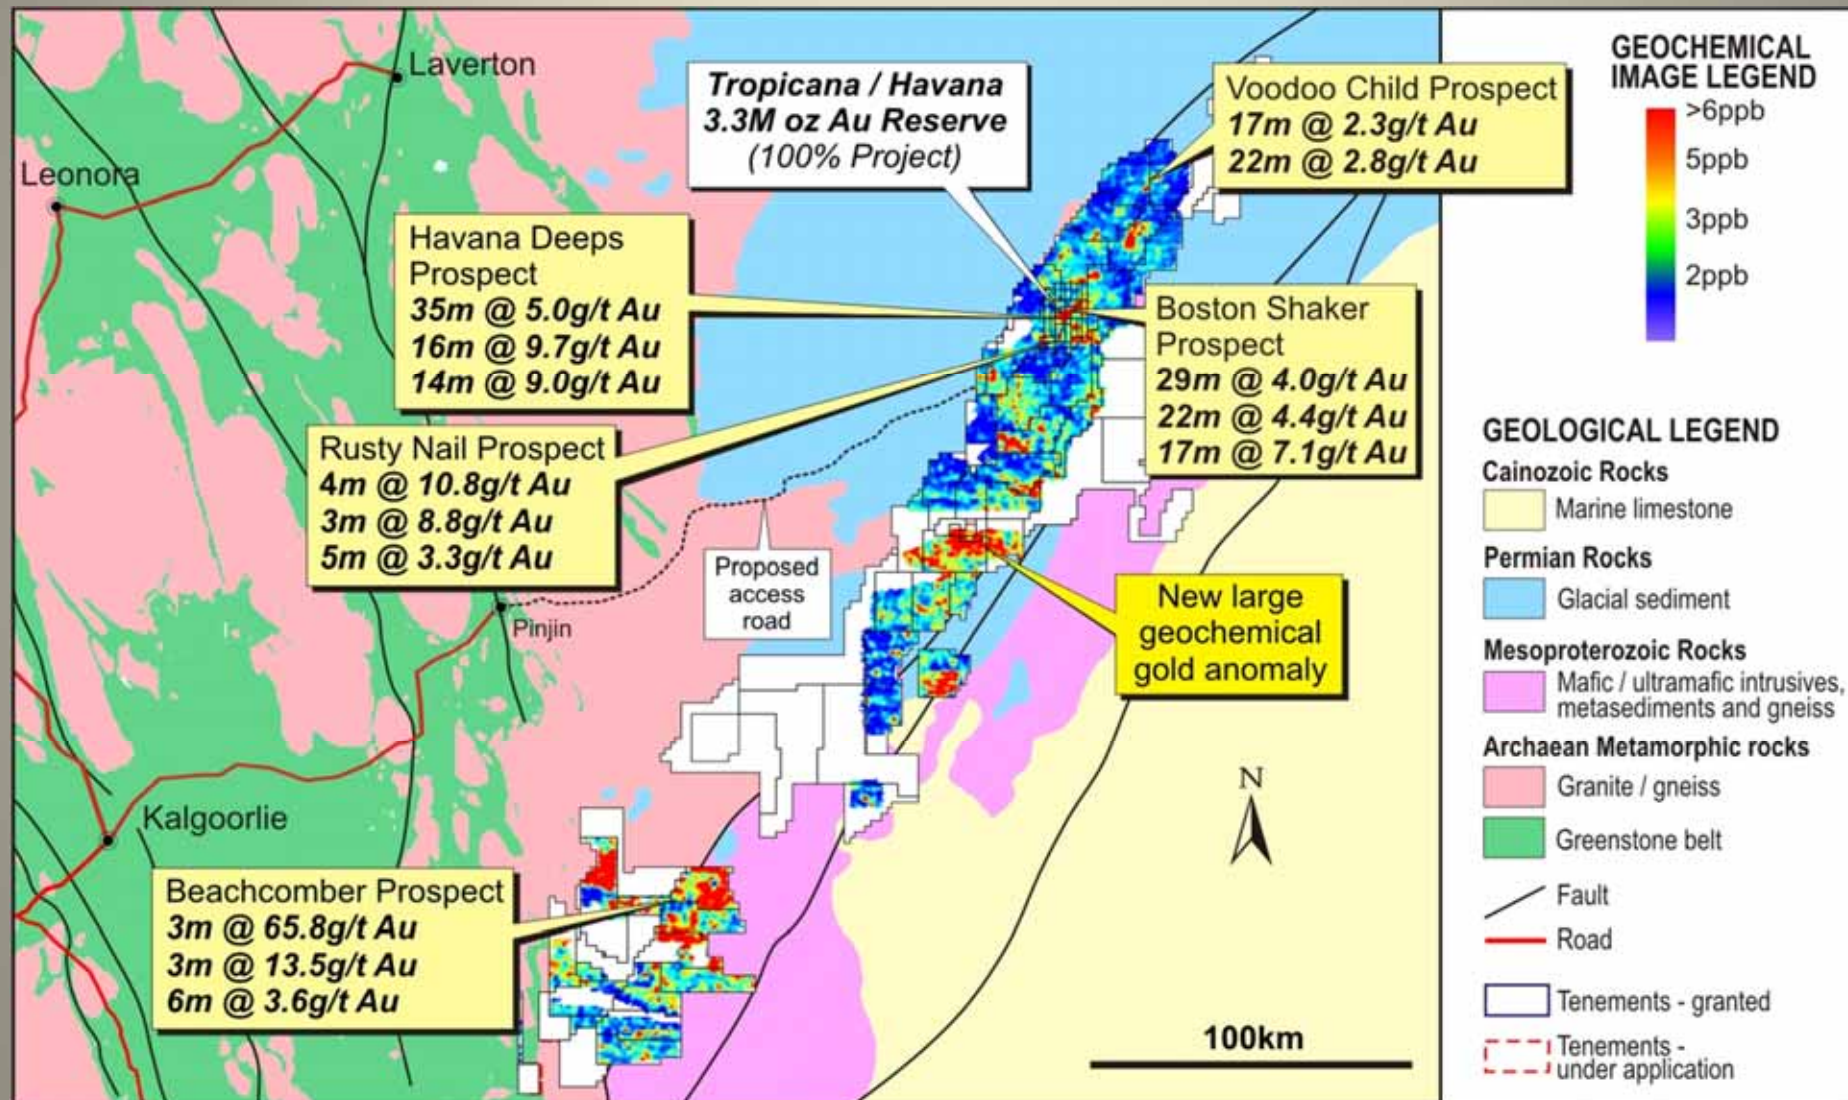 Laverton
Leonora
Tropicana / Havana
3.3M oz Au Reserve
(100% Project)
Voodoo Child Prospect
17m @ 2.3g/t Au
22m @ 2.8g/t Au
Havana Deeps
Prospect
35m @ 5.0g/t Au
16m @ 9.7g/t Au
14m @ 9.0g/t Au
Boston Shaker
Prospect
29m @ 4.0g/t Au
22m @ 4.4g/t Au
17m @ 7.1g/t Au
Rusty Nail Prospect
4m @ 10.8g/t Au
3m @ 8.8g/t Au
5m @ 3.3g/t Au
Proposed
access
road
Pinjin
New large
geochemical
gold anomaly
Kalgoorlie
Beachcomber Prospect
3m @ 65.8g/t Au
3m @ 13.5g/t Au
6m @ 3.6g/t Au
N
100km
GEOCHEMICAL
IMAGE LEGEND
>6ppb
5ppb
3ppb
2ppb
GEOLOGICAL LEGEND
Cainozoic Rocks
Marine limestone
Permian Rocks
Glacial sediment
Mesoproterozoic Rocks
Mafic / ultramafic intrusives,
metasediments and gneiss
Archaean Metamorphic rocks
Granite / gneiss
Greenstone belt
Fault
Road
Tenements - granted
Tenements -
under application